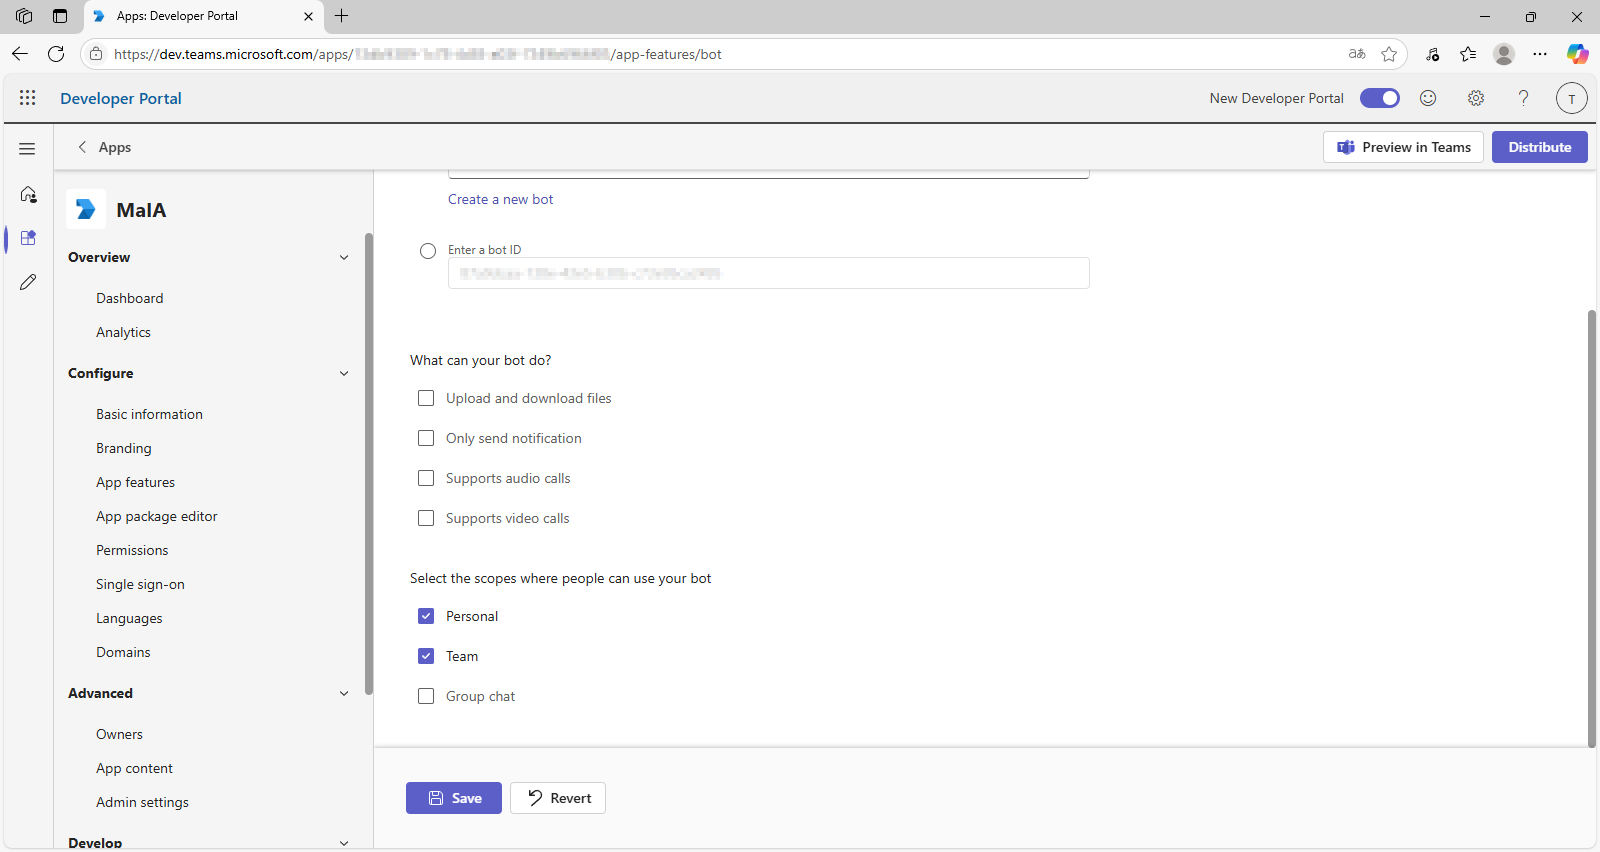 Apps: Developer Portal
https://dev.teams.microsoft.com/apps/
/app-features/bot
Developer Portal
New Developer Portal
T
Apps
Preview in Teams
Distribute
MaIA
Overview
Dashboard
Analytics
Configure
Basic information
Branding
App features
App package editor
Permissions
Single sign-on
Languages
Domains
Advanced
Owners
App content
Admin settings
Develop
Create a new bot
Enter a bot ID
What can your bot do?
Upload and download files
Only send notification
Supports audio calls
Supports video calls
Select the scopes where people can use your bot
Personal
Team
Group chat
Save
Revert